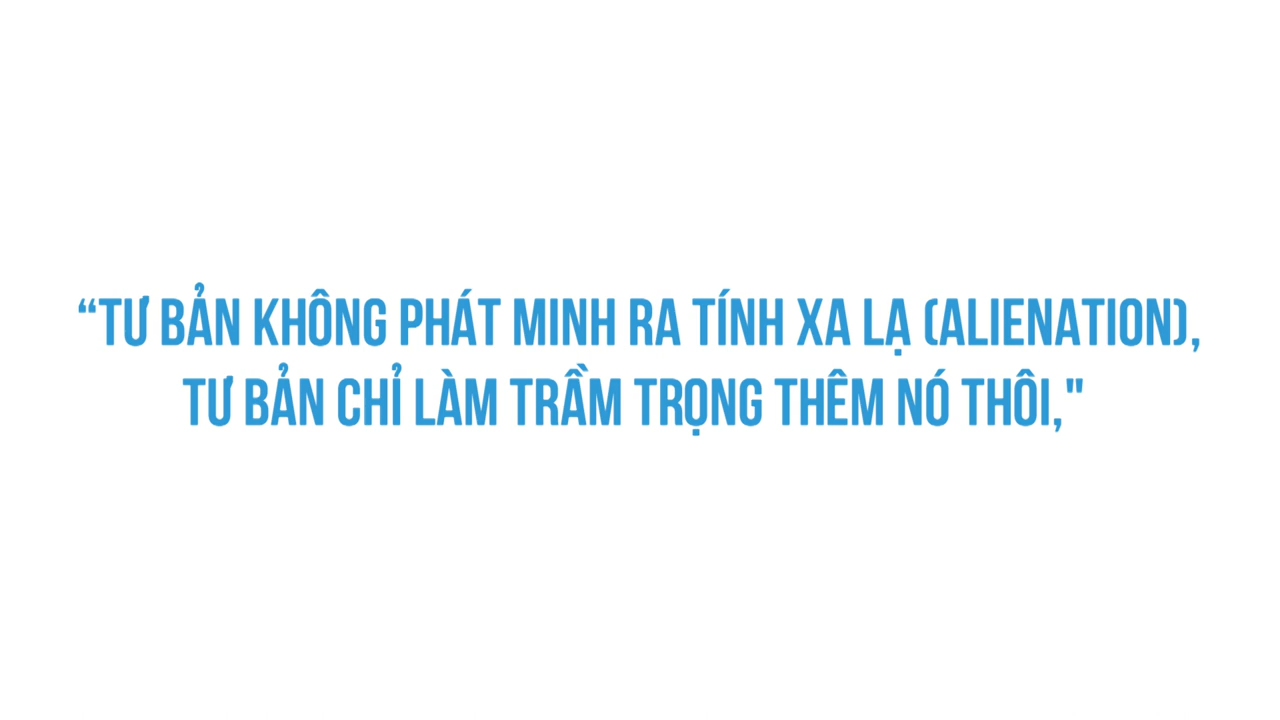 “TƯ BẢN KHÔNG PHÁT MINH RA TÍNH XA LẠ (ALIENATION),
TƯ BẢN CHỈ LÀM TRẦM TRỌNG THÊM NÓ THÔI,"